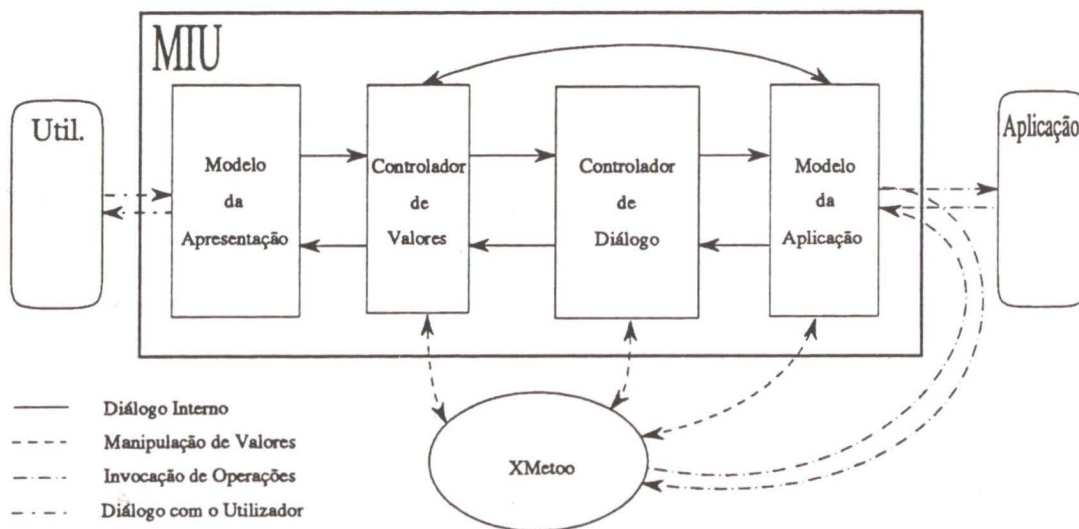 MIU
Util.
Modelo
da
Apresentação
Controlador
de
Valores
Controlador
de
Diálogo
Modelo
da
Aplicação
Aplicação
XMetoo
Diálogo Interno
Manipulação de Valores
Invocação de Operações
Diálogo com o Utilizador